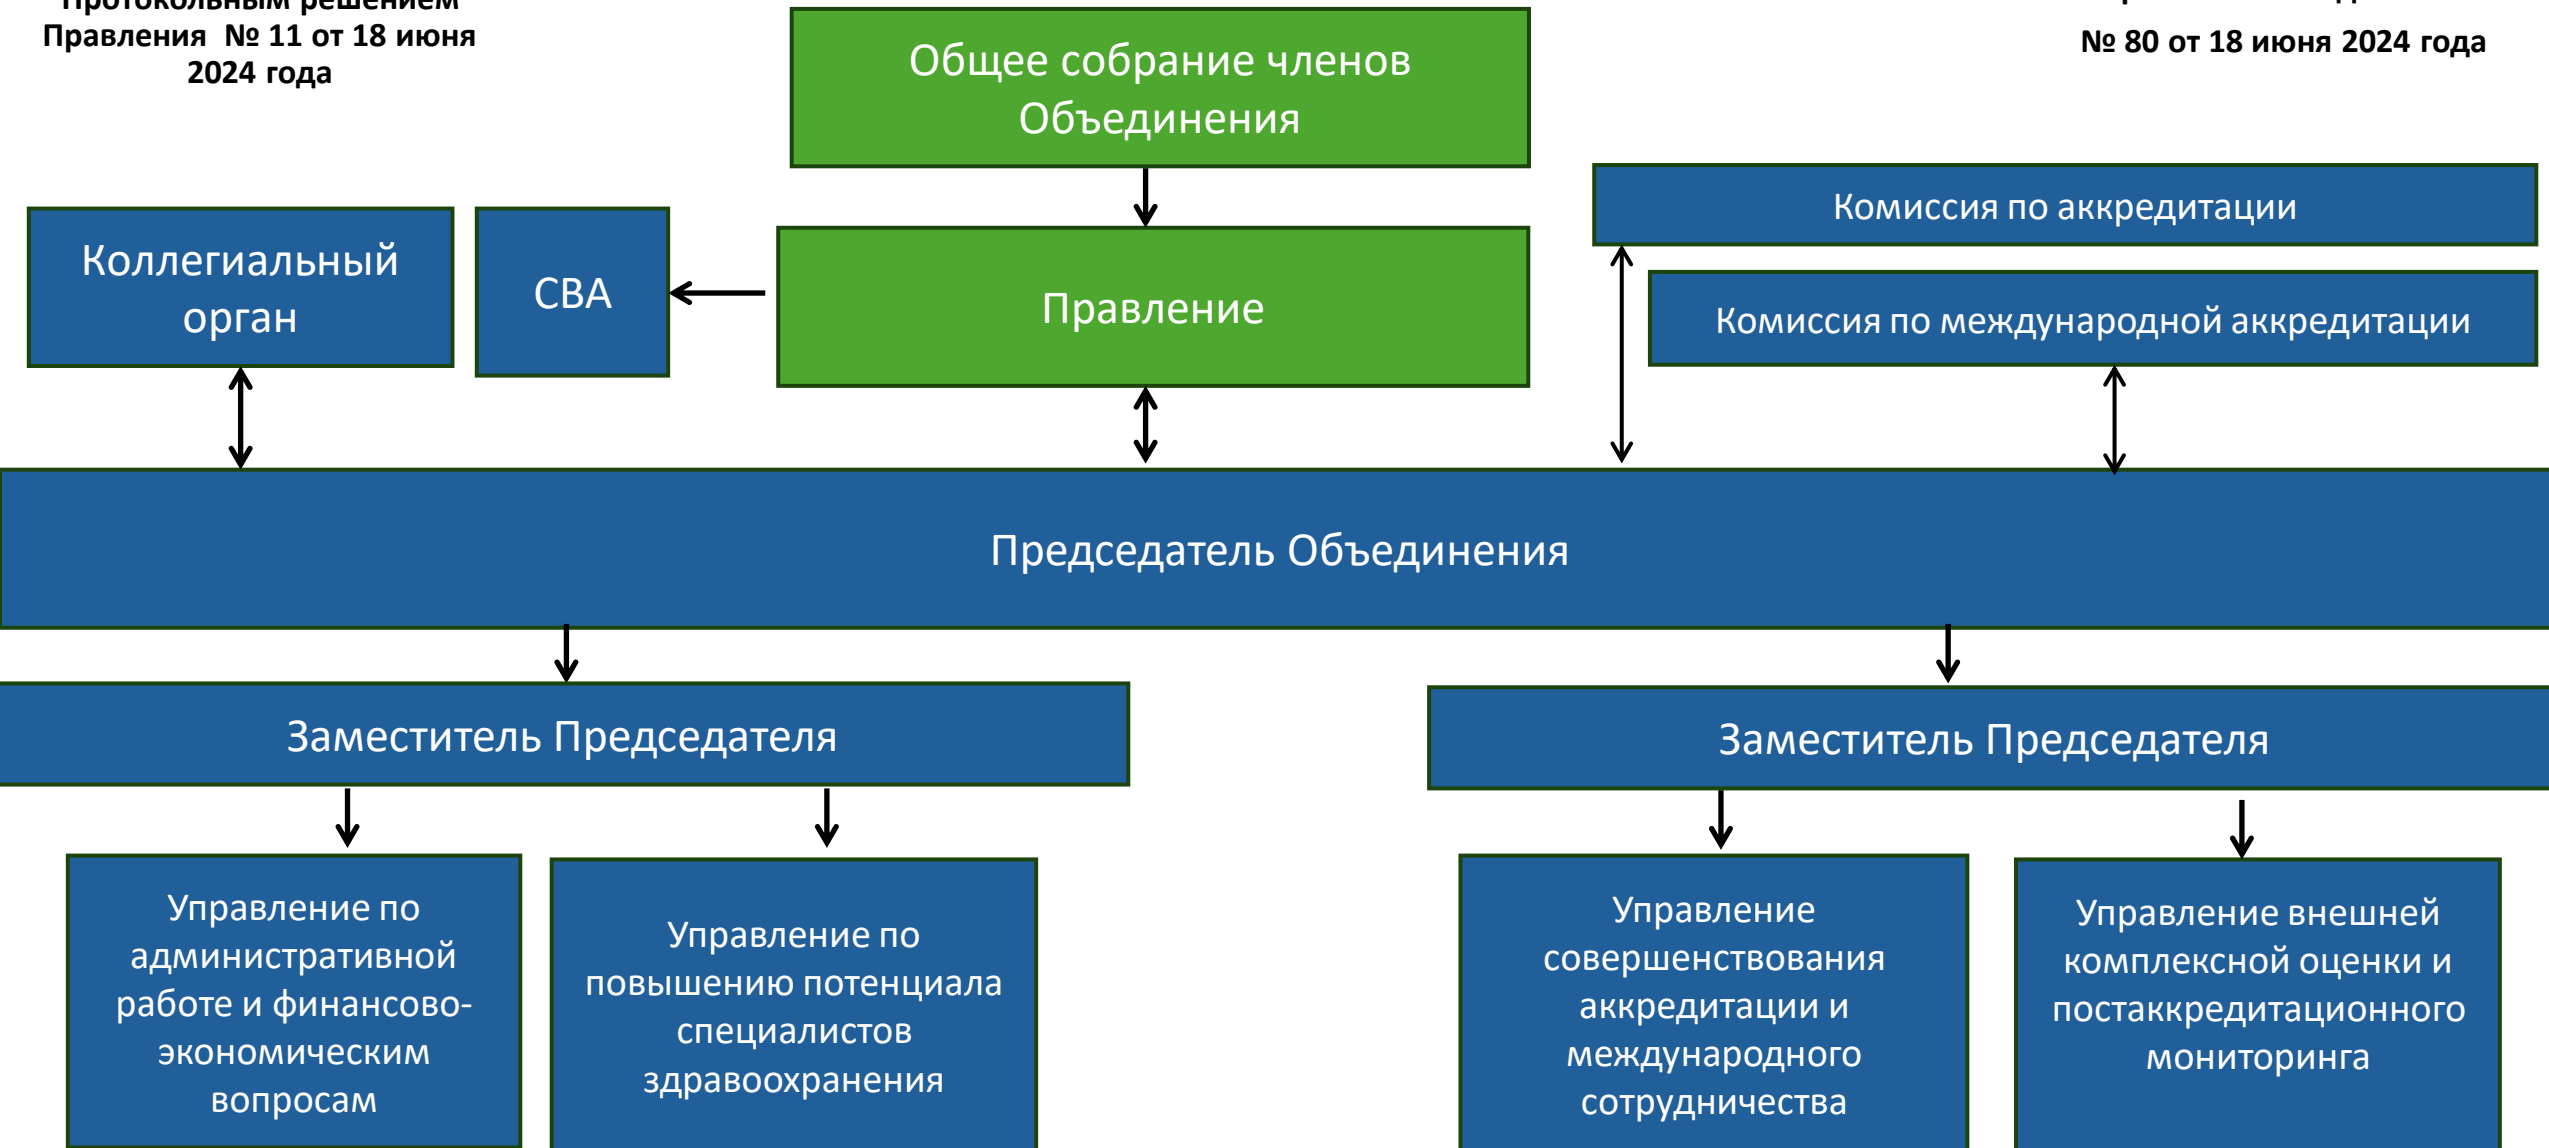 Протокольным решением
Правления № 11 от 18 июня
2024 года
№ 80 от 18 июня 2024 года
Общее собрание членов
Объединения
Комиссия по аккредитации
Коллегиальный
орган
СВА
Правление
Комиссия по международной аккредитации
Председатель Объединения
Заместитель Председателя
Заместитель Председателя
Управление по
административной
работе и финансово-
экономическим
вопросам
Управление по
повышению потенциала
специалистов
здравоохранения
Управление
совершенствования
аккредитации и
международного
сотрудничества
Управление внешней
комплексной оценки и
постаккредитационного
мониторинга